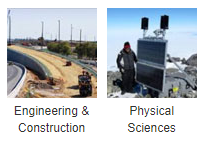 Engineering &
Construction
Physical
Sciences